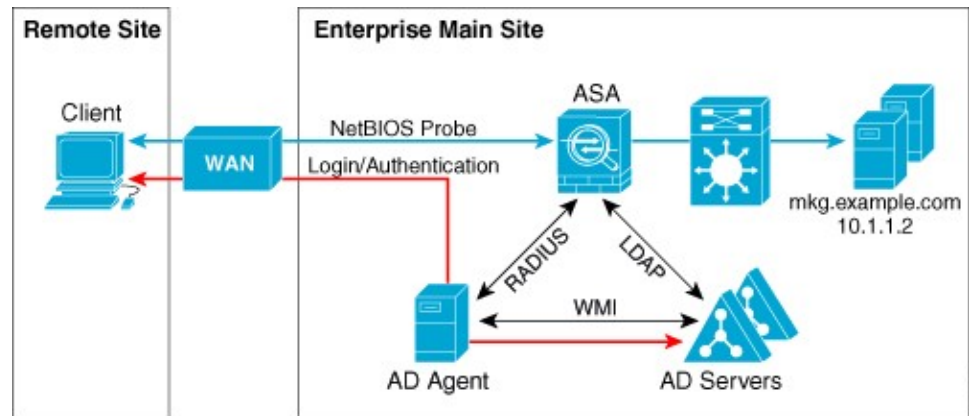 Remote Site
Enterprise Main Site
Client
ASA
NetBIOS Probe
WAN
Login/Authentication
mkg.example.com
10.1.1.2
RADIUS
LDAP
WMI
AD Agent
AD Servers